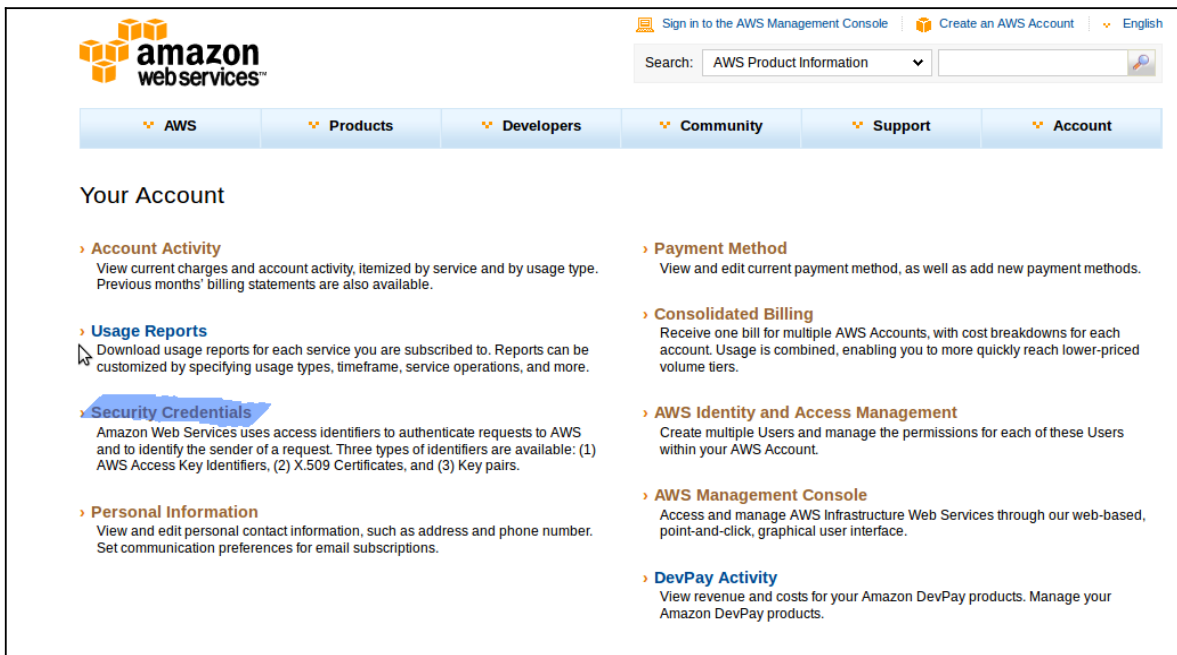 Sign in to the AWS Management Console
Create an AWS Account
English
amazon
webservices™
Search:
AWS Product Information
AWS
Products
Developers
Community
Support
Account
Your Account
› Account Activity
View current charges and account activity, itemized by service and by usage type.
Previous months' billing statements are also available.
› Usage Reports
Download usage reports for each service you are subscribed to. Reports can be
customized by specifying usage types, timeframe, service operations, and more.
› Security Credentials
Amazon Web Services uses access identifiers to authenticate requests to AWS
and to identify the sender of a request. Three types of identifiers are available: (1)
AWS Access Key Identifiers, (2) X.509 Certificates, and (3) Key pairs.
› Personal Information
View and edit personal contact information, such as address and phone number.
Set communication preferences for email subscriptions.
› Payment Method
View and edit current payment method, as well as add new payment methods.
› Consolidated Billing
Receive one bill for multiple AWS Accounts, with cost breakdowns for each
account. Usage is combined, enabling you to more quickly reach lower-priced
volume tiers.
› AWS Identity and Access Management
Create multiple Users and manage the permissions for each of these Users
within your AWS Account.
› AWS Management Console
Access and manage AWS Infrastructure Web Services through our web-based,
point-and-click, graphical user interface.
› DevPay Activity
View revenue and costs for your Amazon DevPay products. Manage your
Amazon DevPay products.